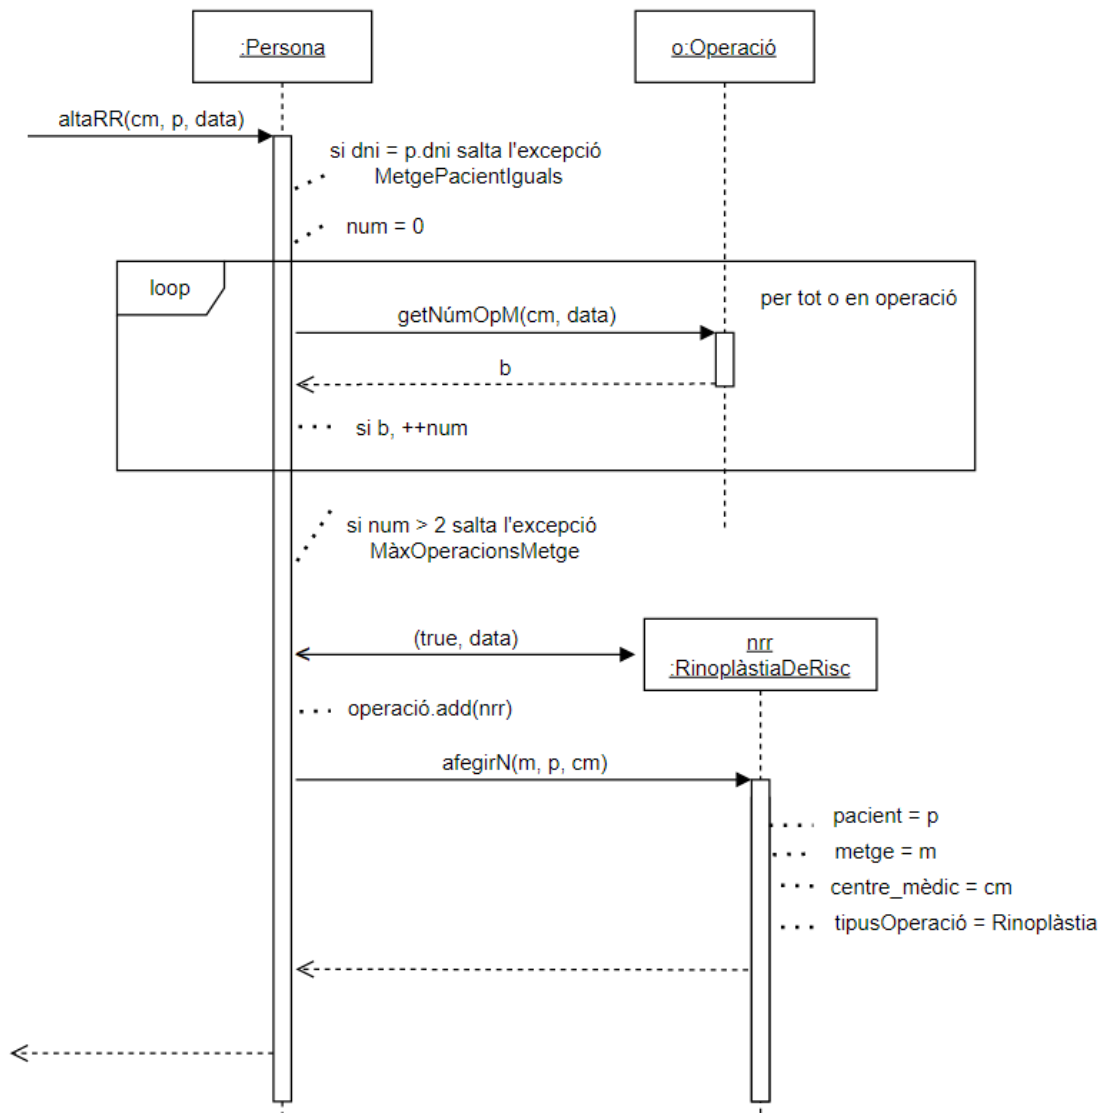 :Persona
o:Operació
altaRR(cm, p, data)
si dni = p.dni salta l'excepció
MetgePacientIguals
num = 0
loop
per tot o en operació
getNúmOpM(cm, data)
b
si b, ++num
si num > 2 salta l'excepció
MàxOperacionsMetge
(true, data)
nrr
:RinoplàstiaDeRisc
operació.add(nrr)
afegirN(m, p, cm)
pacient = p
metge = m
centre_mèdic = cm
tipusOperació = Rinoplàstia